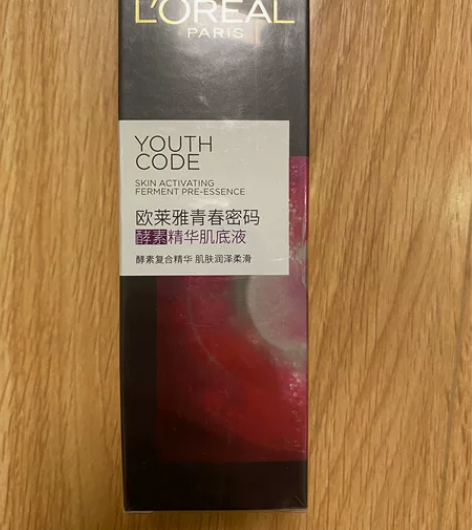 L'ORÉAL
PARIS
YOUTH
CODE
SKIN ACTIVATING
FERMENT PRE-ESSENCE
欧莱雅青春密码
酵素精华肌底液
酵素复合精华 肌肤润泽柔滑